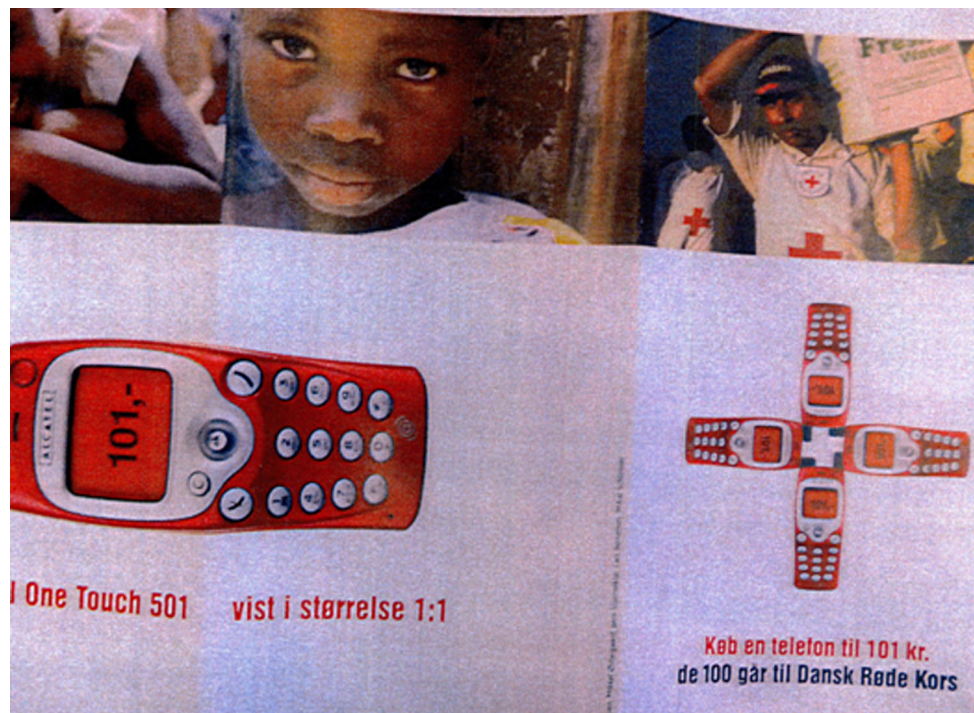 Fresh
Water
ALCATEL
101,-
l One Touch 501
vist i størrelse 1:1
Køb en telefon til 101 kr.
de 100 går til Dansk Røde Kors